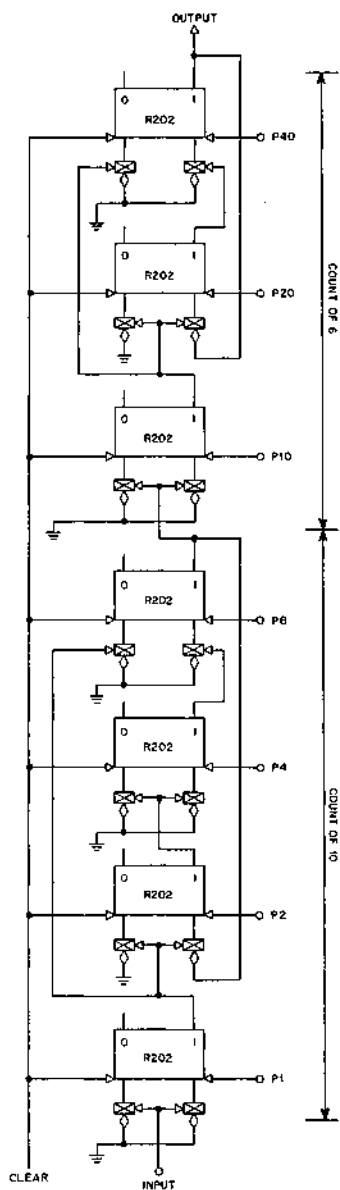 OUTPUT
0 1
R202
P40
0 1
R202
P20
COUNT OF 6
0 1
R202
P10
0 1
R202
P8
0 1
R202
P4
COUNT OF 10
0 1
R202
P2
0 1
R202
P1
CLEAR
INPUT